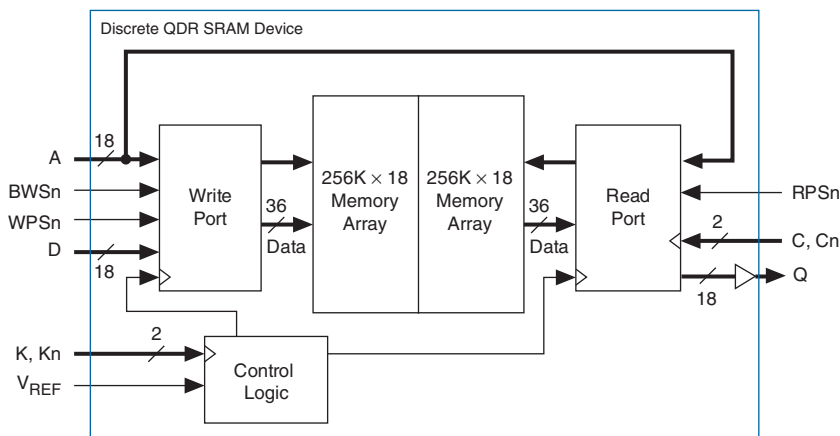 Discrete QDR SRAM Device
A
18
BWSn
WPSn
D
18
Write
Port
36
Data
256K × 18
Memory
Array
256K × 18
Memory
Array
36
Data
Read
Port
RPSn
2
C, Cn
18
Q
K, Kn
2
VREF
Control
Logic